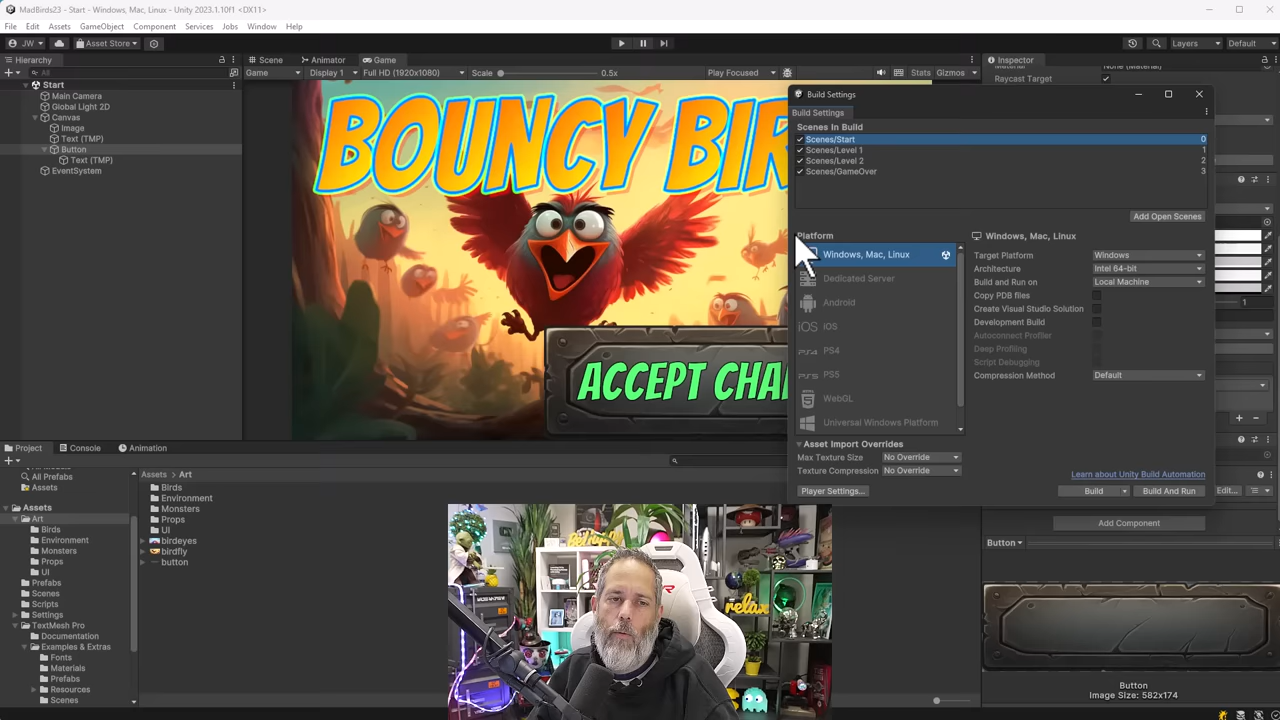 MadBirds23 - Start - Windows, Mac, Linux - Unity 2023.1.10f1 <DX11>
File Edit Assets GameObject Component Services Jobs Window Help
JW Asset Store Layers Default
Hierarchy Scene Animator Game Inspector
All Game Display 1 Full HD (1920x1080) Scale 0.5x Play Focused Stats Gizmos
Raycast Target
Start
Main Camera
Global Light 2D
Canvas
Image
Text (TMP)
Button
Text (TMP)
EventSystem
BOUNCY BIR
ACCEPT CHA
Build Settings
Build Settings
Scenes In Build
Scenes/Start 0
Scenes/Level 1 1
Scenes/Level 2 2
Scenes/GameOver 3
Add Open Scenes
Platform
Windows, Mac, Linux
Dedicated Server
Android
iOS iOS
PS4 PS4
PS5 PS5
WebGL
Universal Windows Platform
Windows, Mac, Linux
Target Platform Windows
Architecture Intel 64-bit
Build and Run on Local Machine
Copy PDB files
Create Visual Studio Solution
Development Build
Autoconnect Profiler
Deep Profiling
Script Debugging
Compression Method Default
Asset Import Overrides
Max Texture Size No Override
Texture Compression No Override
Learn about Unity Build Automation
Player Settings... Build Build And Run
1
Edit...
Add Component
Button
Button
Image Size: 582x174
Project Console Animation
All Prefabs
Assets
Assets
Art
Birds
Environment
Monsters
Props
UI
Prefabs
Scenes
Scripts
Settings
TextMesh Pro
Documentation
Examples & Extras
Fonts
Materials
Prefabs
Resources
Scenes
Assets > Art
Birds
Environment
Monsters
Props
UI
birdeyes
birdfly
button
relax